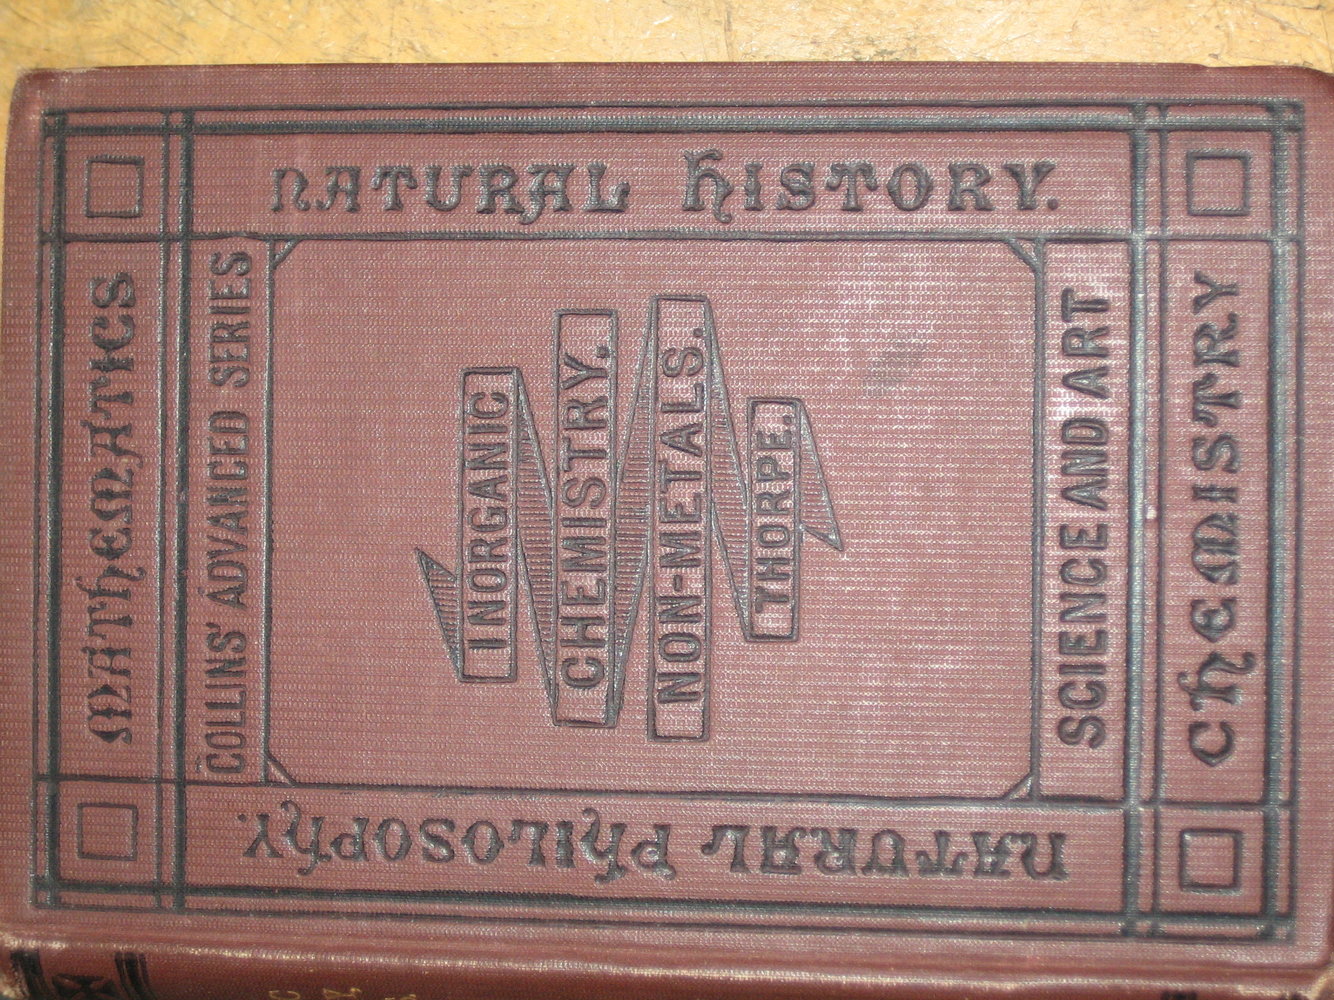 MATHEMATICS
COLLINS' ADVANCED SERIES
NATURAL PHILOSOPHY.
NATURAL HISTORY.
INORGANIC
CHEMISTRY.
NON-METALS.
THORPE.
SCIENCE AND ART
CHEMISTRY